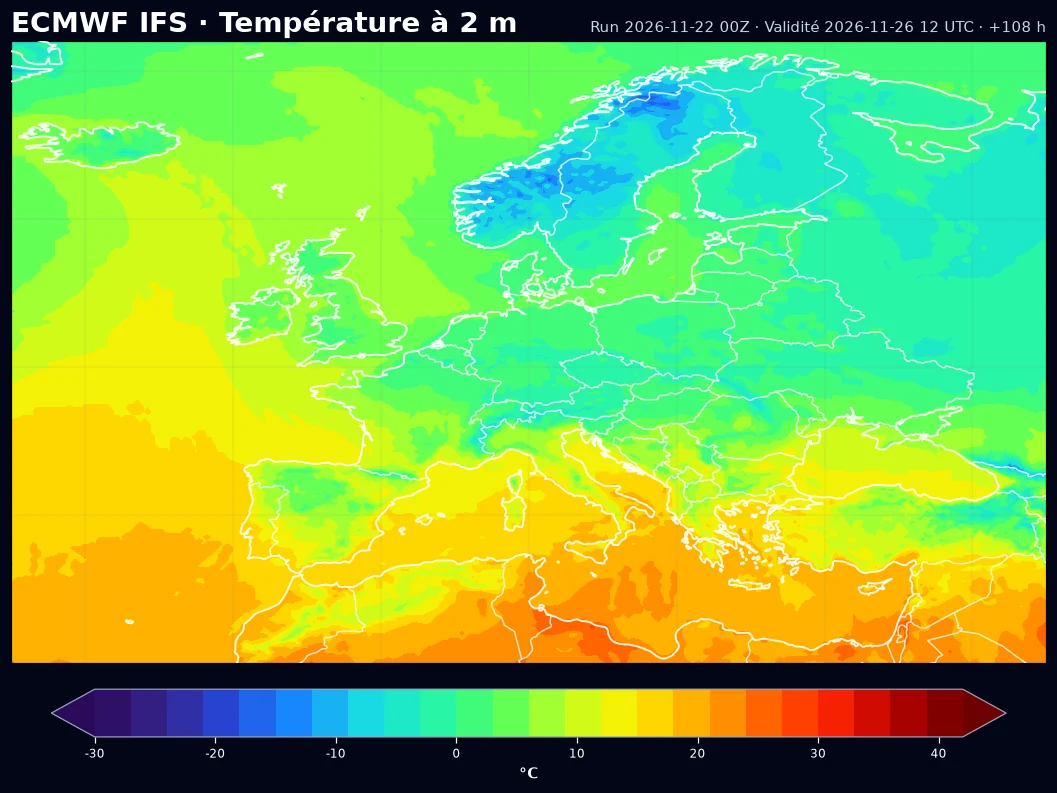 ECMWF IFS · Température à 2 m
Run 2026-11-22 00Z · Validité 2026-11-26 12 UTC · +108 h
-30 -20 -10 0 10 20 30 40
°C